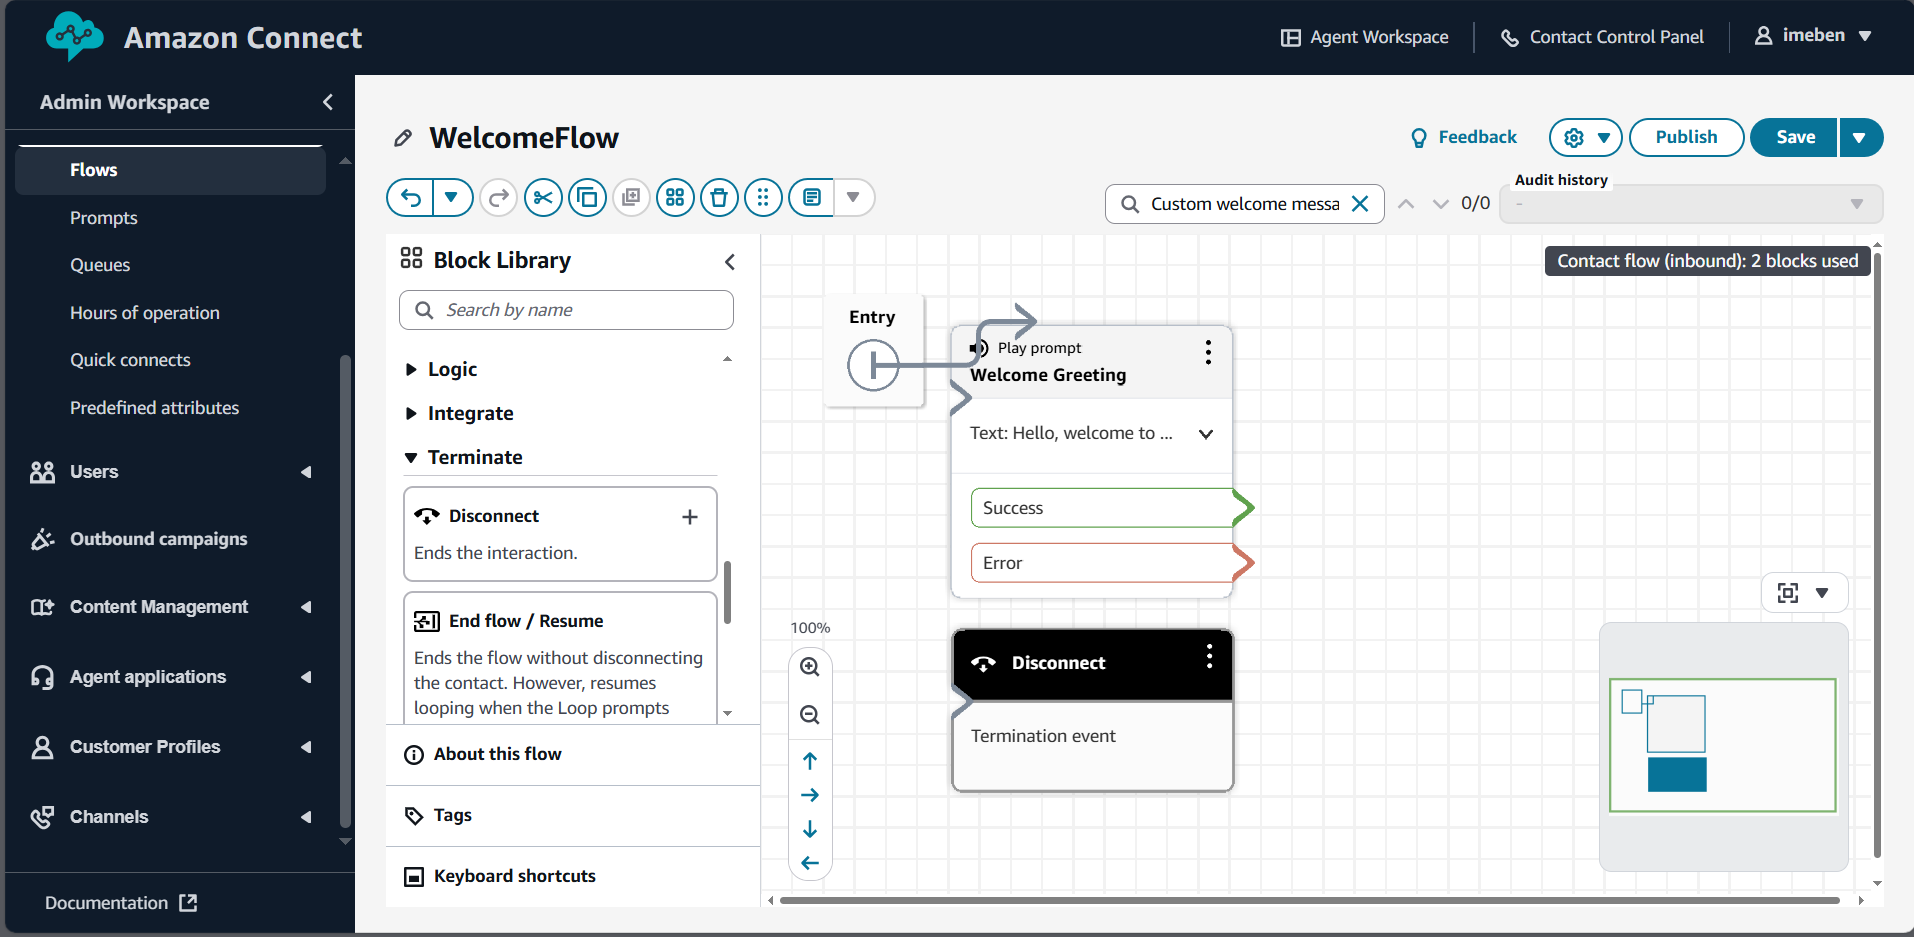 Amazon Connect
Agent Workspace
Contact Control Panel
imeben
Admin Workspace
Flows
Prompts
Queues
Hours of operation
Quick connects
Predefined attributes
Users
Outbound campaigns
Content Management
Agent applications
Customer Profiles
Channels
Documentation
WelcomeFlow
Feedback
Publish
Save
Custom welcome messa
0/0
Audit history
-
Block Library
Search by name
Logic
Integrate
Terminate
Disconnect
Ends the interaction.
End flow / Resume
Ends the flow without disconnecting
the contact. However, resumes
looping when the Loop prompts
About this flow
Tags
Keyboard shortcuts
Contact flow (inbound): 2 blocks used
Entry
Play prompt
Welcome Greeting
Text: Hello, welcome to ...
Success
Error
100%
Disconnect
Termination event